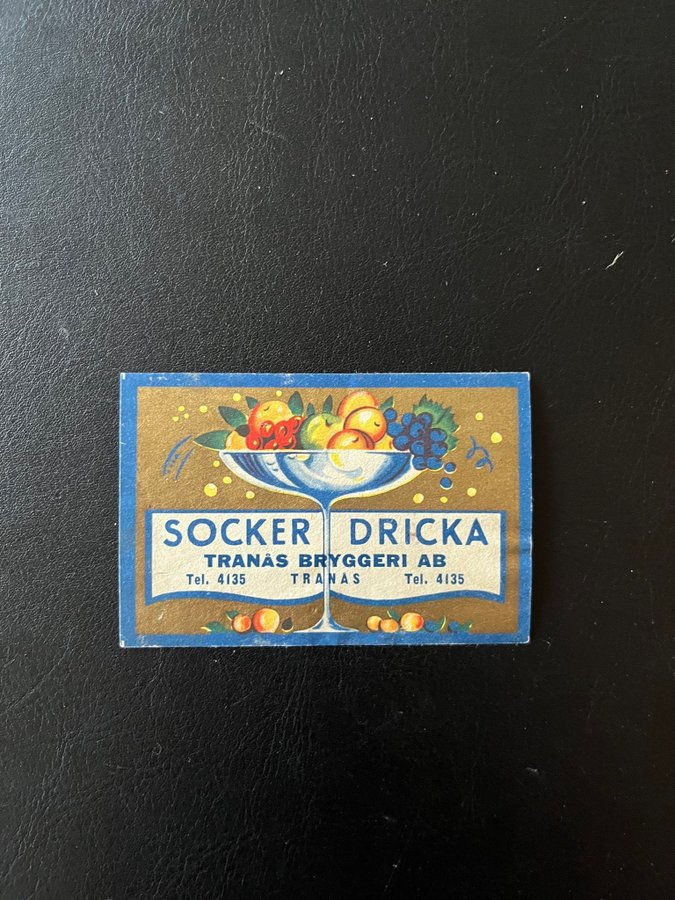 SOCKER DRICKA
TRANÅS BRYGGERI AB
Tel. 4135 TRANÅS Tel. 4135